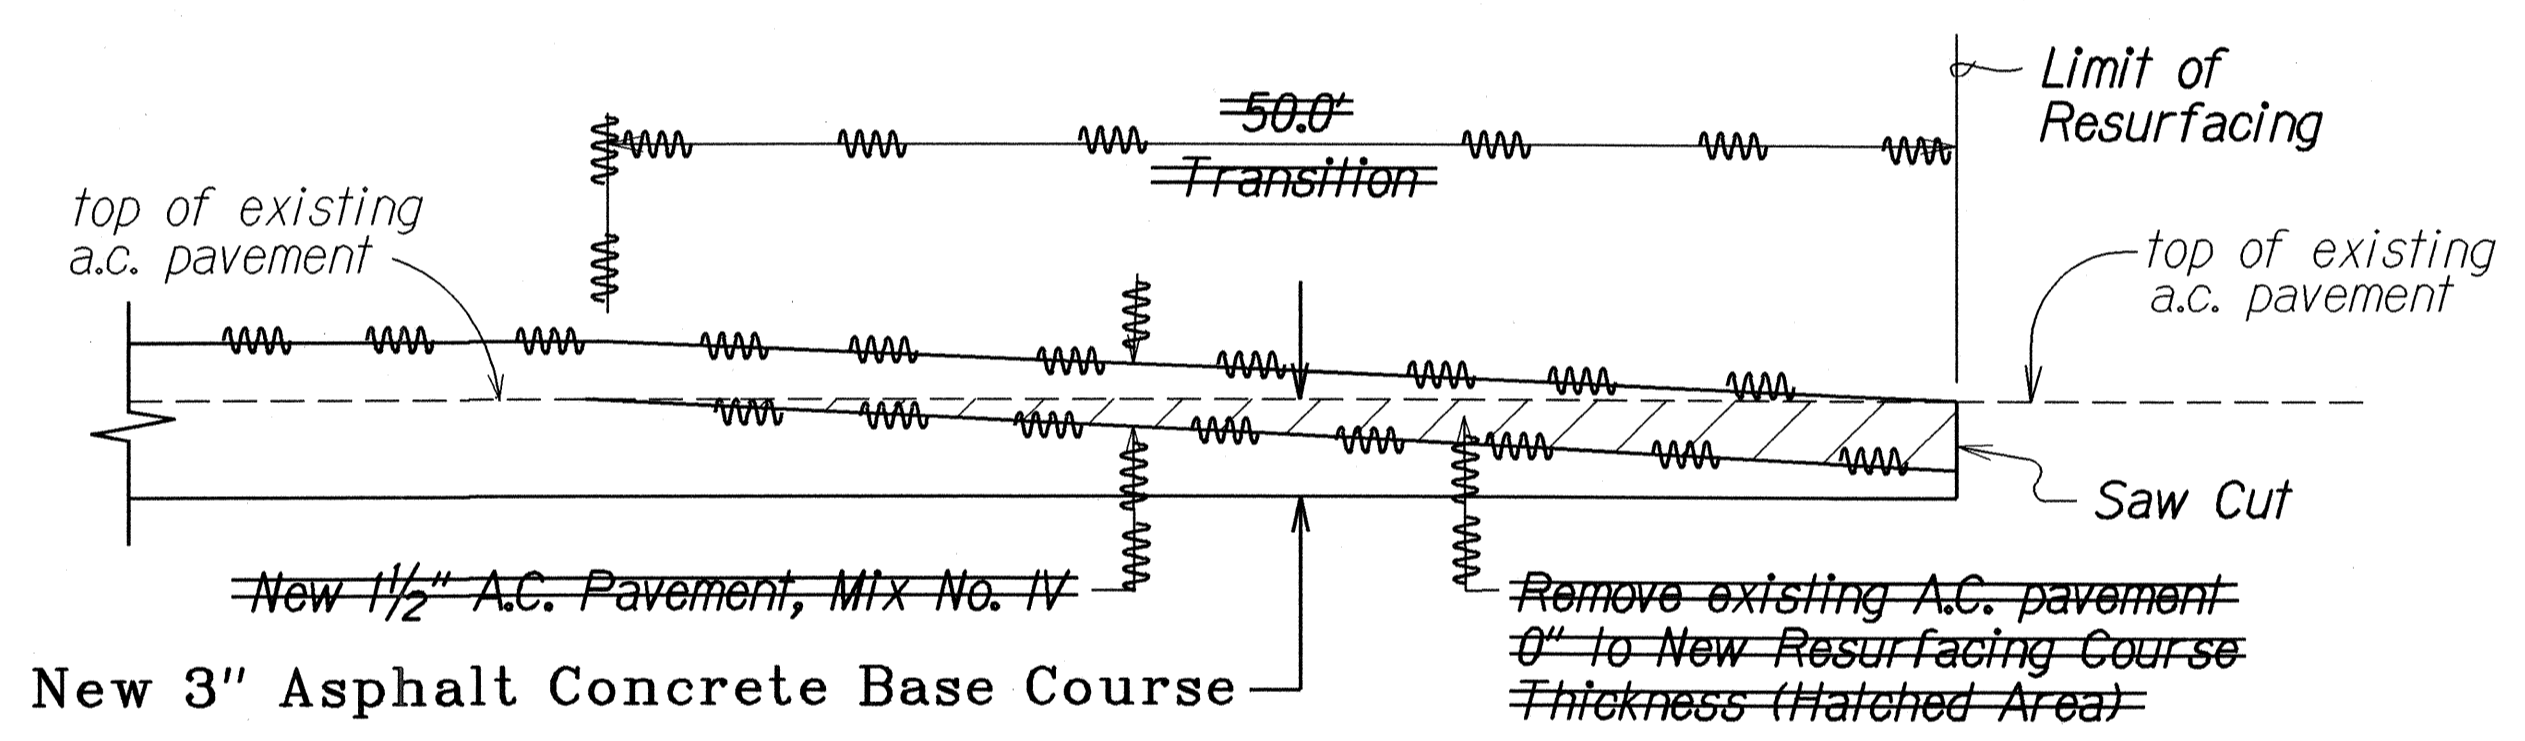 Limit of
Resurfacing
50.0'
Transition
top of existing
a.c. pavement
top of existing
a.c. pavement
Saw Cut
New 1½" A.C. Pavement, Mix No. IV
Remove existing A.C. pavement
0" to New Resurfacing Course
Thickness (Hatched Area)
New 3" Asphalt Concrete Base Course